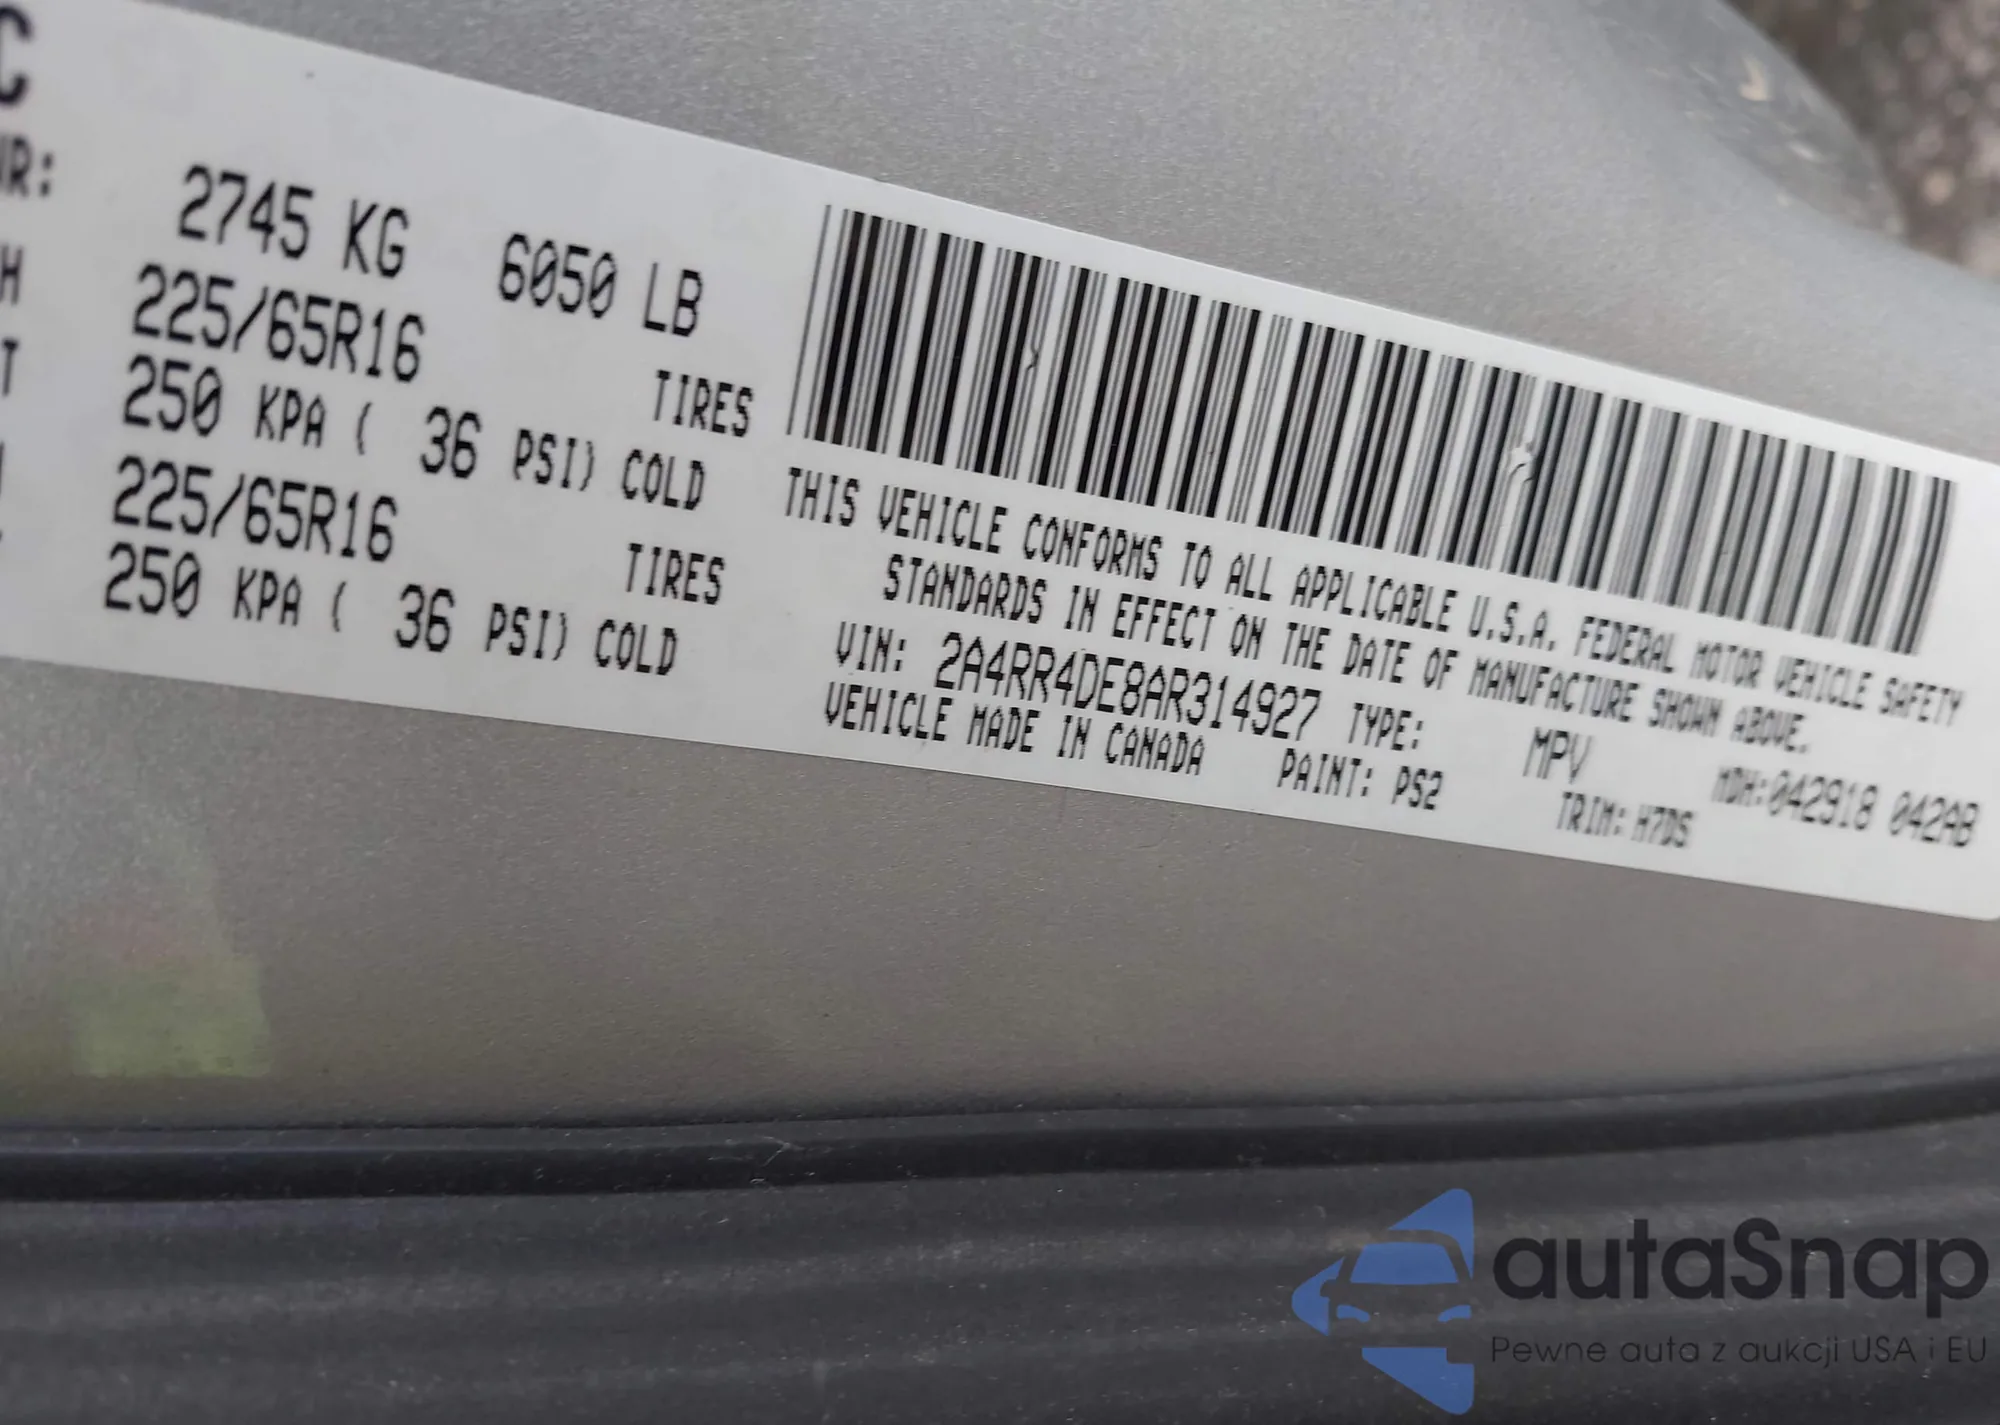 C
WR:
2745 KG 6050 LB
H 225/65R16 TIRES
T 250 KPA ( 36 PSI) COLD
225/65R16 TIRES
250 KPA ( 36 PSI) COLD
THIS VEHICLE CONFORMS TO ALL APPLICABLE U.S.A. FEDERAL MOTOR VEHICLE SAFETY
STANDARDS IN EFFECT ON THE DATE OF MANUFACTURE SHOWN ABOVE.
VIN: 2A4RR4DE8AR314927 TYPE: MPV MDH:042918 042AB
VEHICLE MADE IN CANADA PAINT: PS2 TRIM: H7DS
autaSnap
Pewne auta z aukcji USA i EU